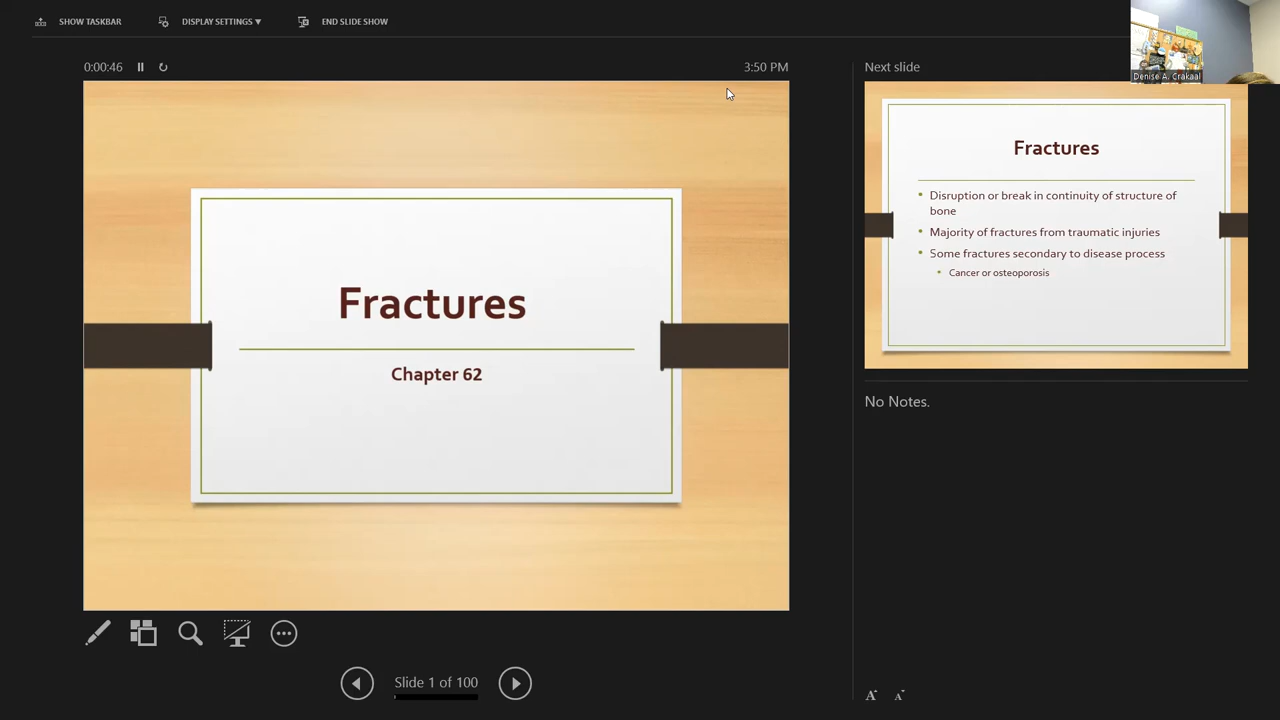 SHOW TASKBAR
DISPLAY SETTINGS ▼
END SLIDE SHOW
0:00:46
3:50 PM
Fractures
Chapter 62
Slide 1 of 100
Denise A. Crakaal
Next slide
Fractures
• Disruption or break in continuity of structure of
bone
• Majority of fractures from traumatic injuries
• Some fractures secondary to disease process
• Cancer or osteoporosis
No Notes.
A A